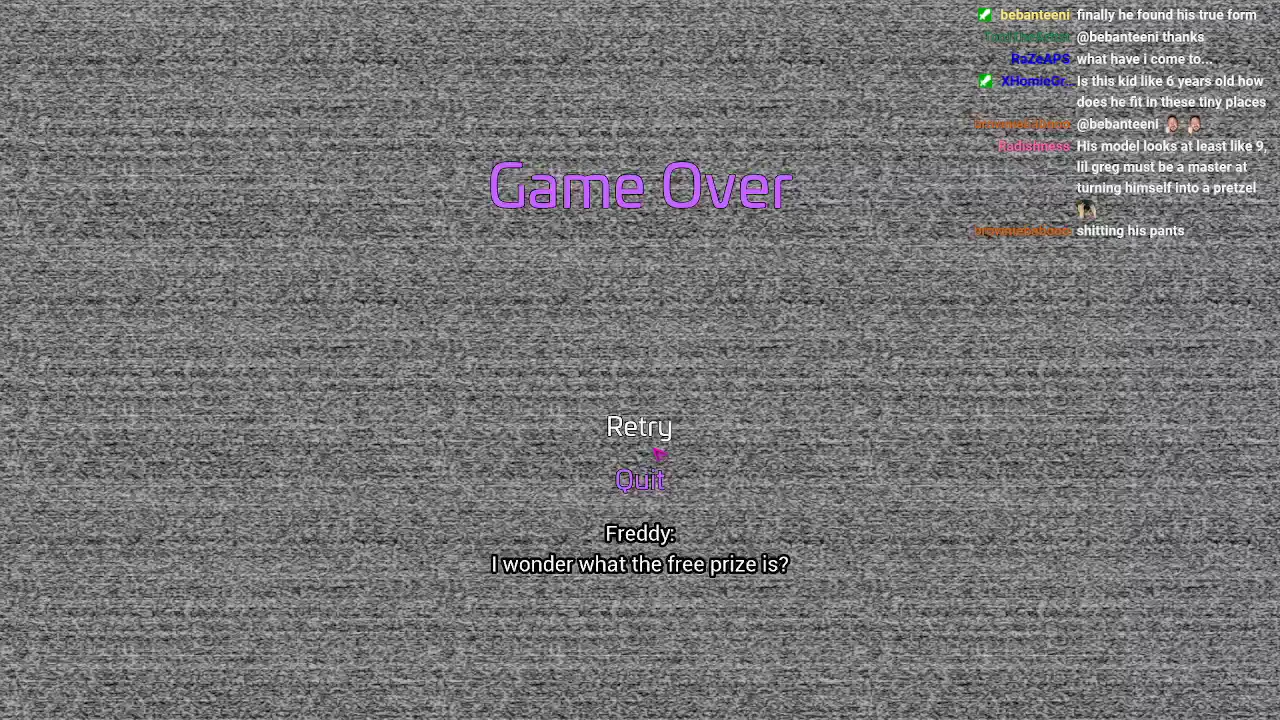 bebanteeni finally he found his true form
@bebanteeni thanks
RaZeAPS what have i come to...
XHomieGr... Is this kid like 6 years old how
does he fit in these tiny places
@bebanteeni
Radishness His model looks at least like 9,
lil greg must be a master at
turning himself into a pretzel
shitting his pants
Game Over
Retry
Quit
Freddy:
I wonder what the free prize is?